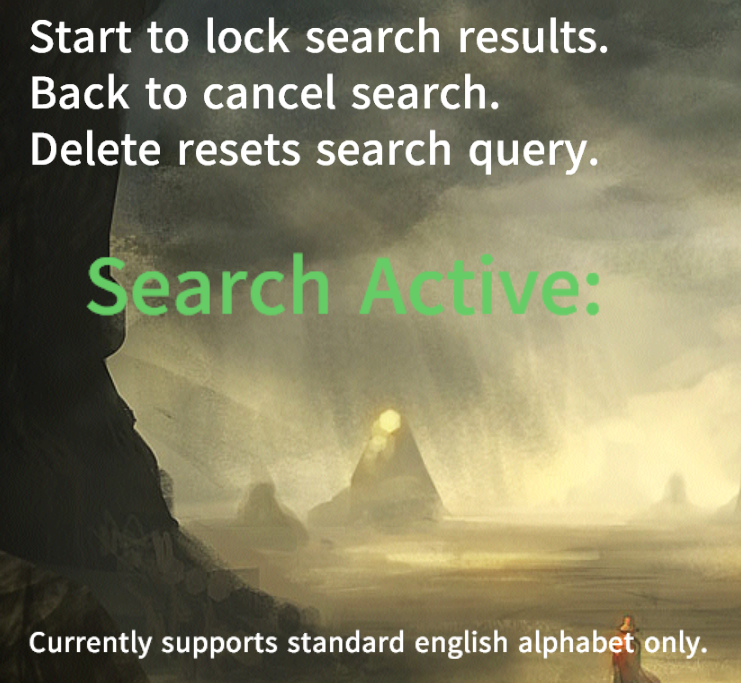 Start to lock search results.
Back to cancel search.
Delete resets search query.
Search Active:
Currently supports standard english alphabet only.